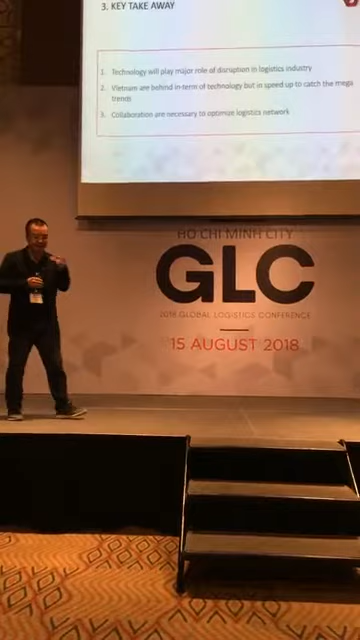 3. KEY TAKE AWAY
1. Technology will play major role of disruption in logistics industry
2. Vietnam are behind in term of technology but in speed up to catch the mega
trends
3. Collaboration are necessary to optimize logistics network
HO CHI MINH CITY
GLC
2018 GLOBAL LOGISTICS CONFERENCE
15 AUGUST 2018